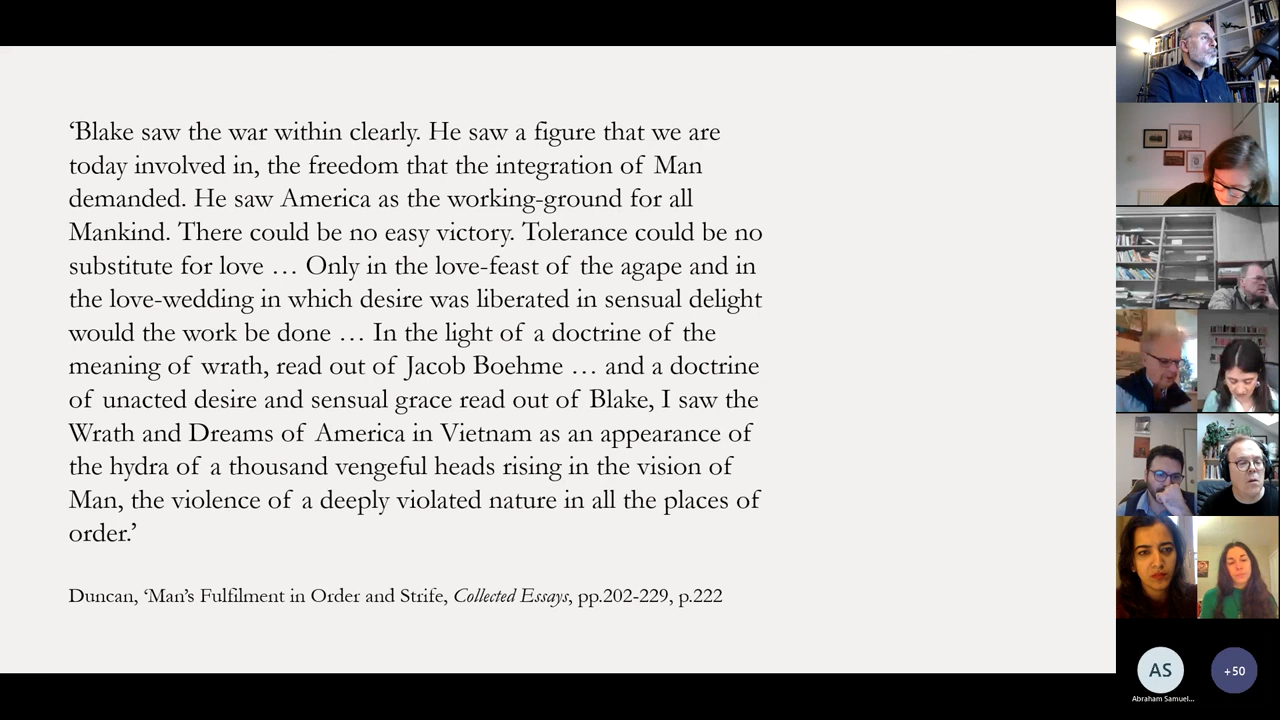 ‘Blake saw the war within clearly. He saw a figure that we are
today involved in, the freedom that the integration of Man
demanded. He saw America as the working-ground for all
Mankind. There could be no easy victory. Tolerance could be no
substitute for love … Only in the love-feast of the agape and in
the love-wedding in which desire was liberated in sensual delight
would the work be done … In the light of a doctrine of the
meaning of wrath, read out of Jacob Boehme … and a doctrine
of unacted desire and sensual grace read out of Blake, I saw the
Wrath and Dreams of America in Vietnam as an appearance of
the hydra of a thousand vengeful heads rising in the vision of
Man, the violence of a deeply violated nature in all the places of
order.’
Duncan, ‘Man’s Fulfilment in Order and Strife, Collected Essays, pp.202-229, p.222
AS
+50
Abraham Samuel...